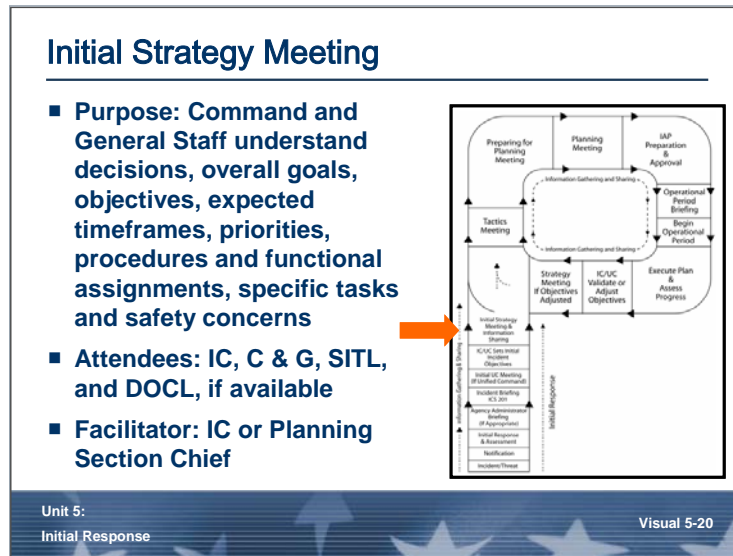 Initial Strategy Meeting
Purpose: Command and
General Staff understand
decisions, overall goals,
objectives, expected
timeframes, priorities,
procedures and functional
assignments, specific tasks
and safety concerns
Attendees: IC, C & G, SITL,
and DOCL, if available
Facilitator: IC or Planning
Section Chief
Preparing for
Planning
Meeting
Planning
Meeting
IAP
Preparation
&
Approval
Information Gathering and Sharing
Operational
Period
Briefing
Begin
Operational
Period
Tactics
Meeting
Information Gathering and Sharing
Strategy
Meeting
If Objectives
Adjusted
IC/UC
Validate or
Adjust
Objectives
Execute Plan
&
Assess
Progress
Initial Strategy
Meeting &
Information
Sharing
IC/UC Sets Initial
Incident
Objectives
Initial UC Meeting
(If Unified Command)
Incident Briefing
ICS 201
Agency Administrator
Briefing
(If Appropriate)
Initial Response
& Assessment
Notification
Incident/Threat
Information Gathering & Sharing
Initial Response
Unit 5:
Initial Response
Visual 5-20